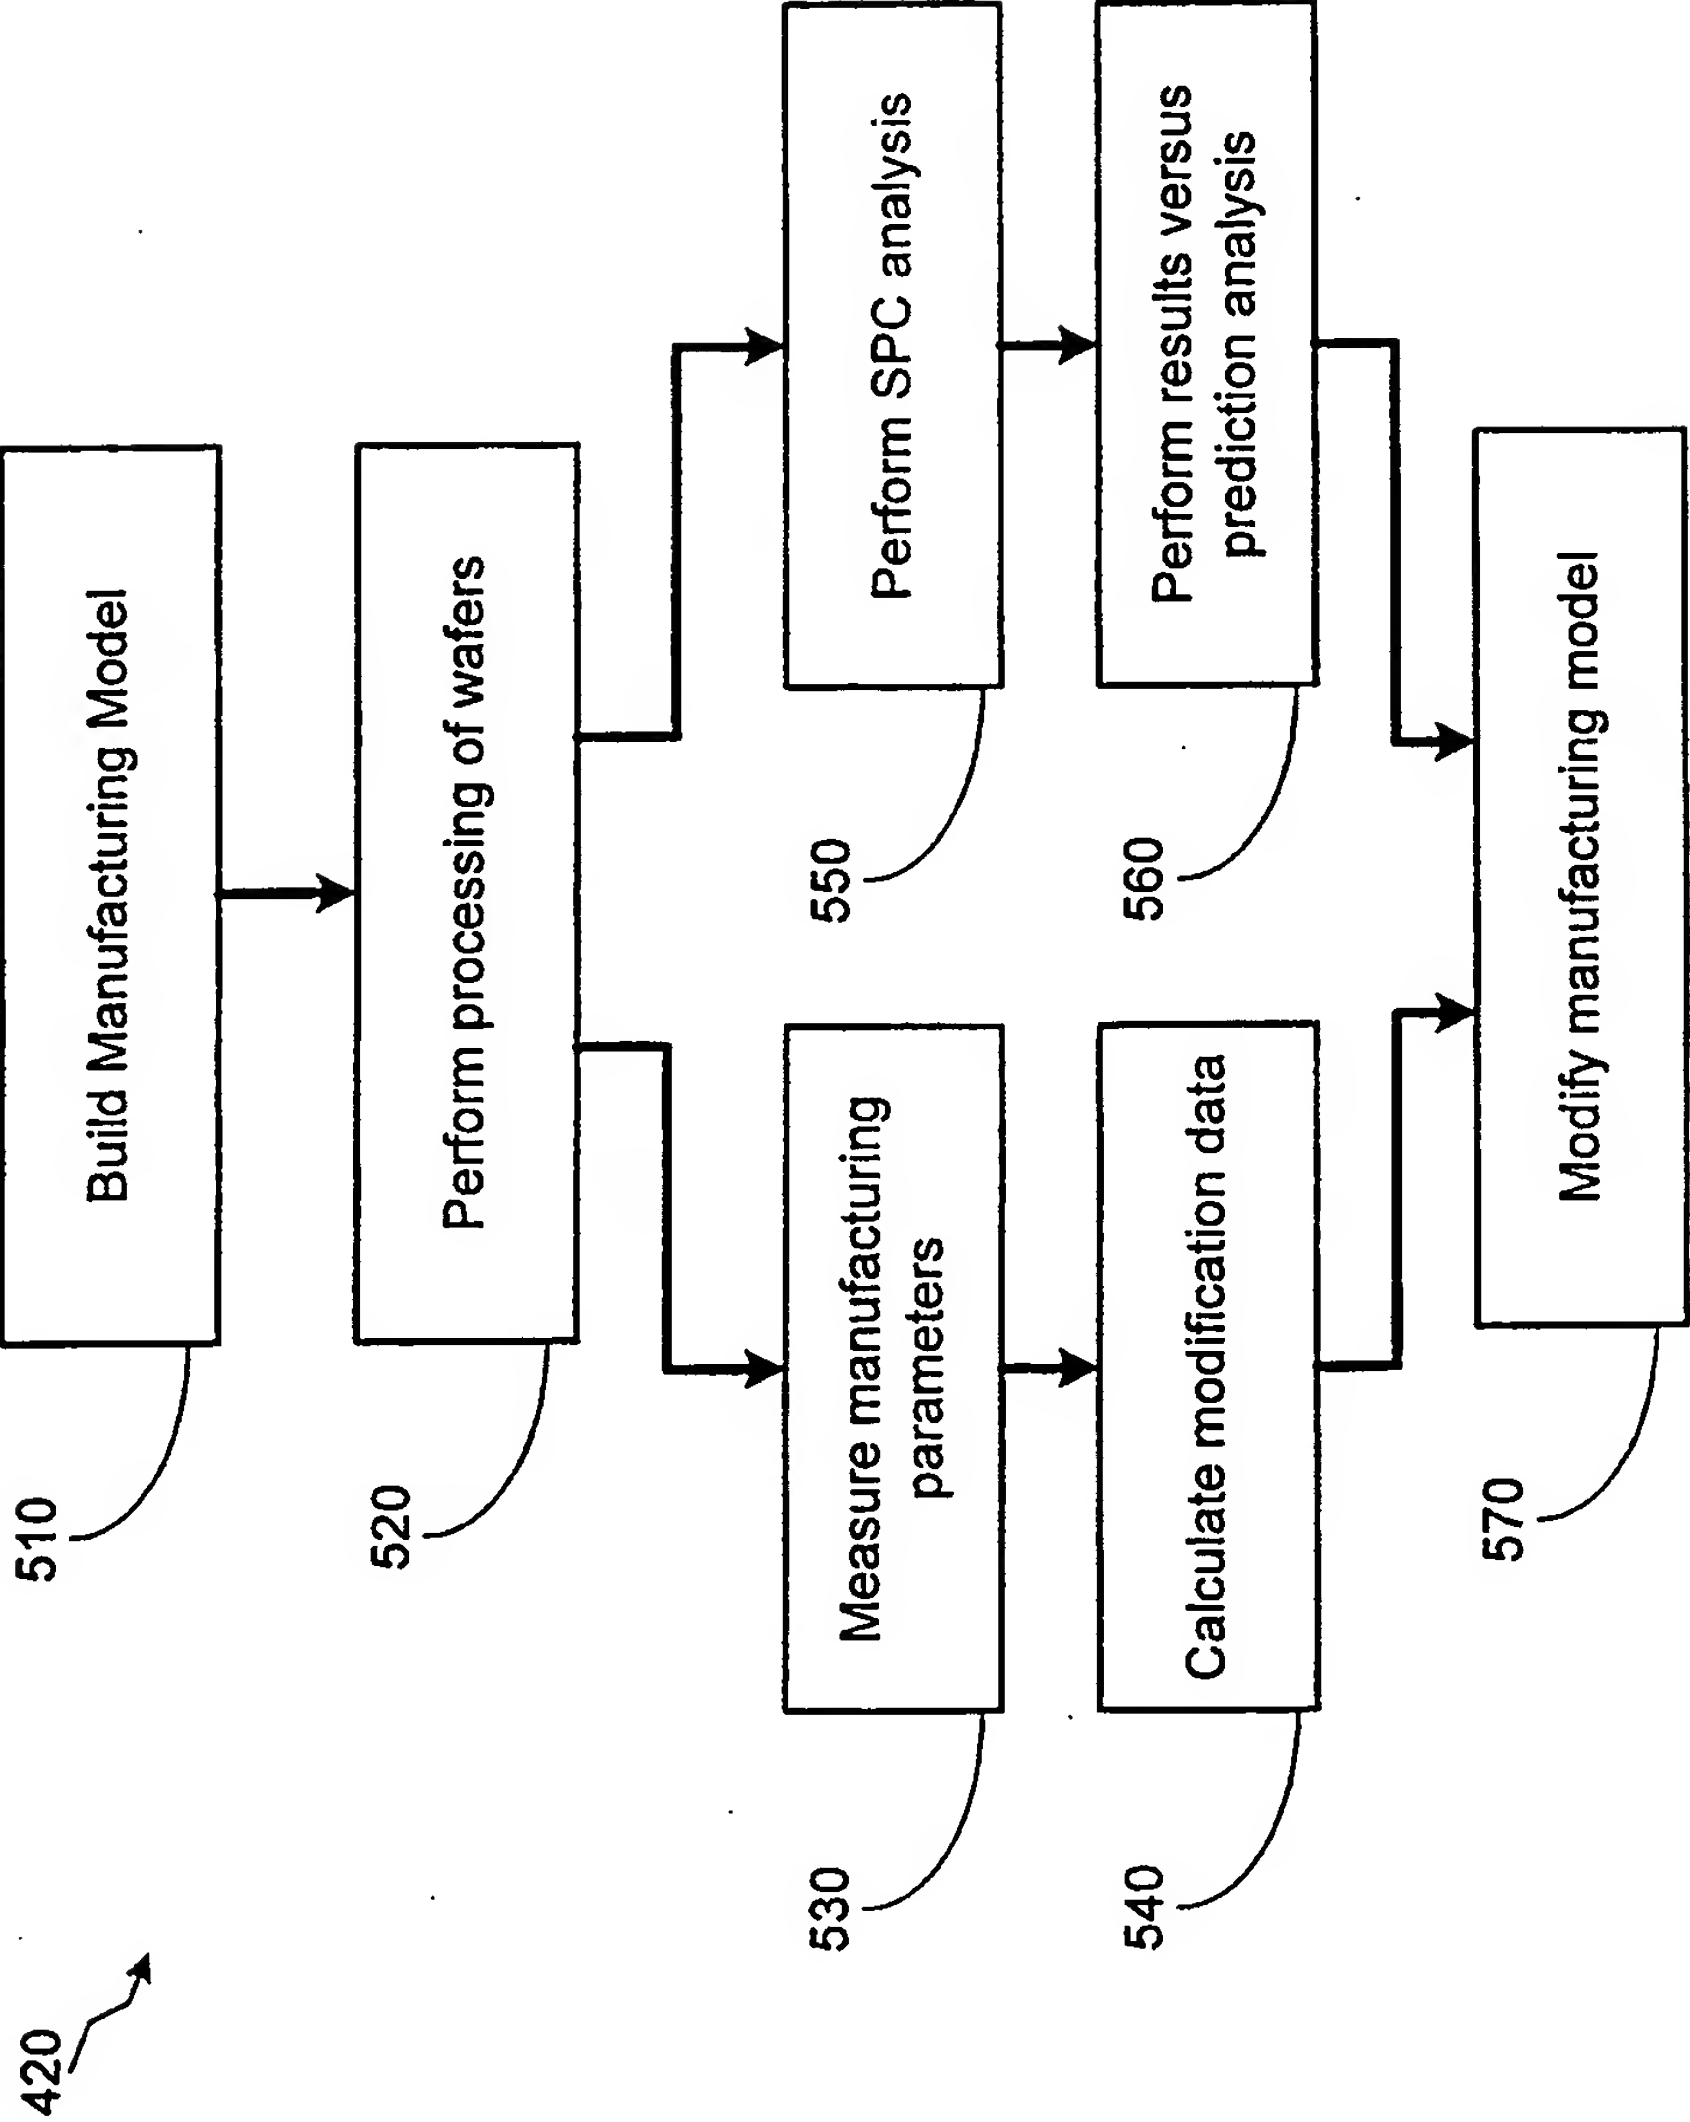 420
510
Build Manufacturing Model
520
Perform processing of wafers
530
Measure manufacturing
parameters
550
Perform SPC analysis
540
Calculate modification data
560
Perform results versus
prediction analysis
570
Modify manufacturing model